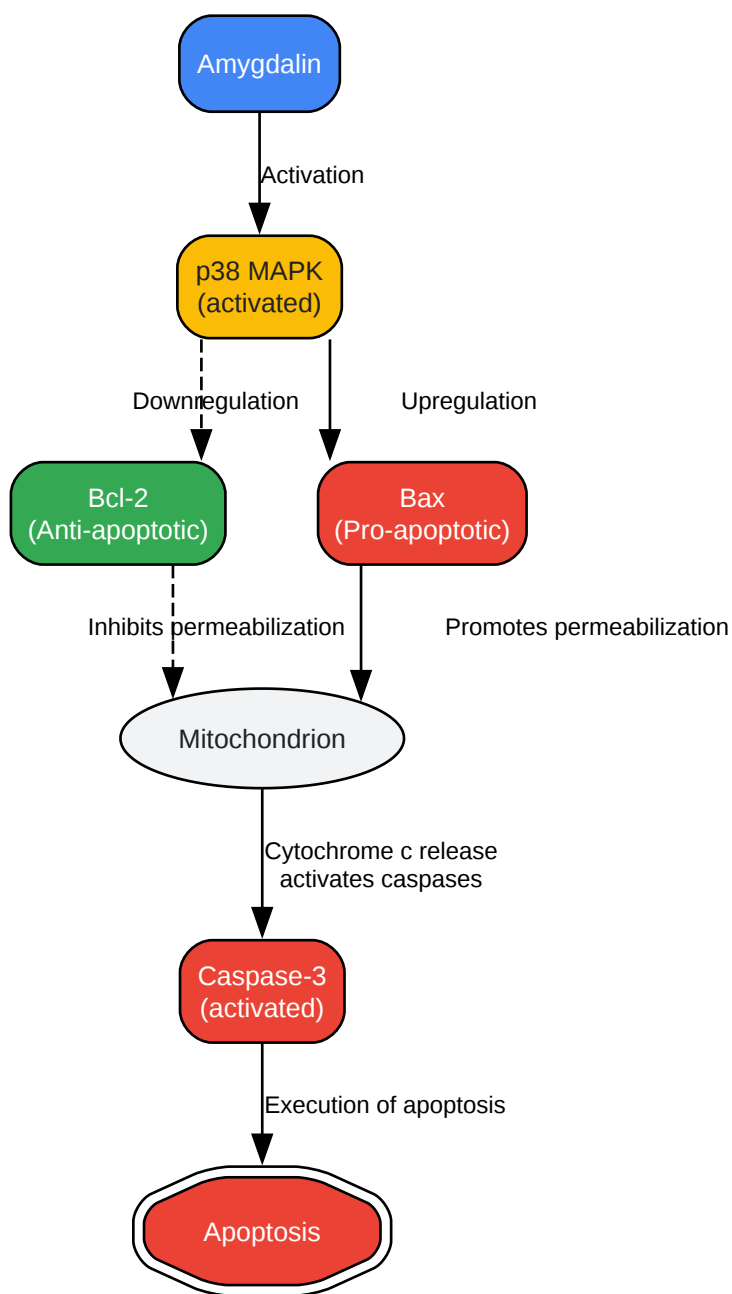 Amygdalin
Activation
p38 MAPK
(activated)
Downregulation
Upregulation
Bcl-2
(Anti-apoptotic)
Bax
(Pro-apoptotic)
Inhibits permeabilization
Promotes permeabilization
Mitochondrion
Cytochrome c release
activates caspases
Caspase-3
(activated)
Execution of apoptosis
Apoptosis